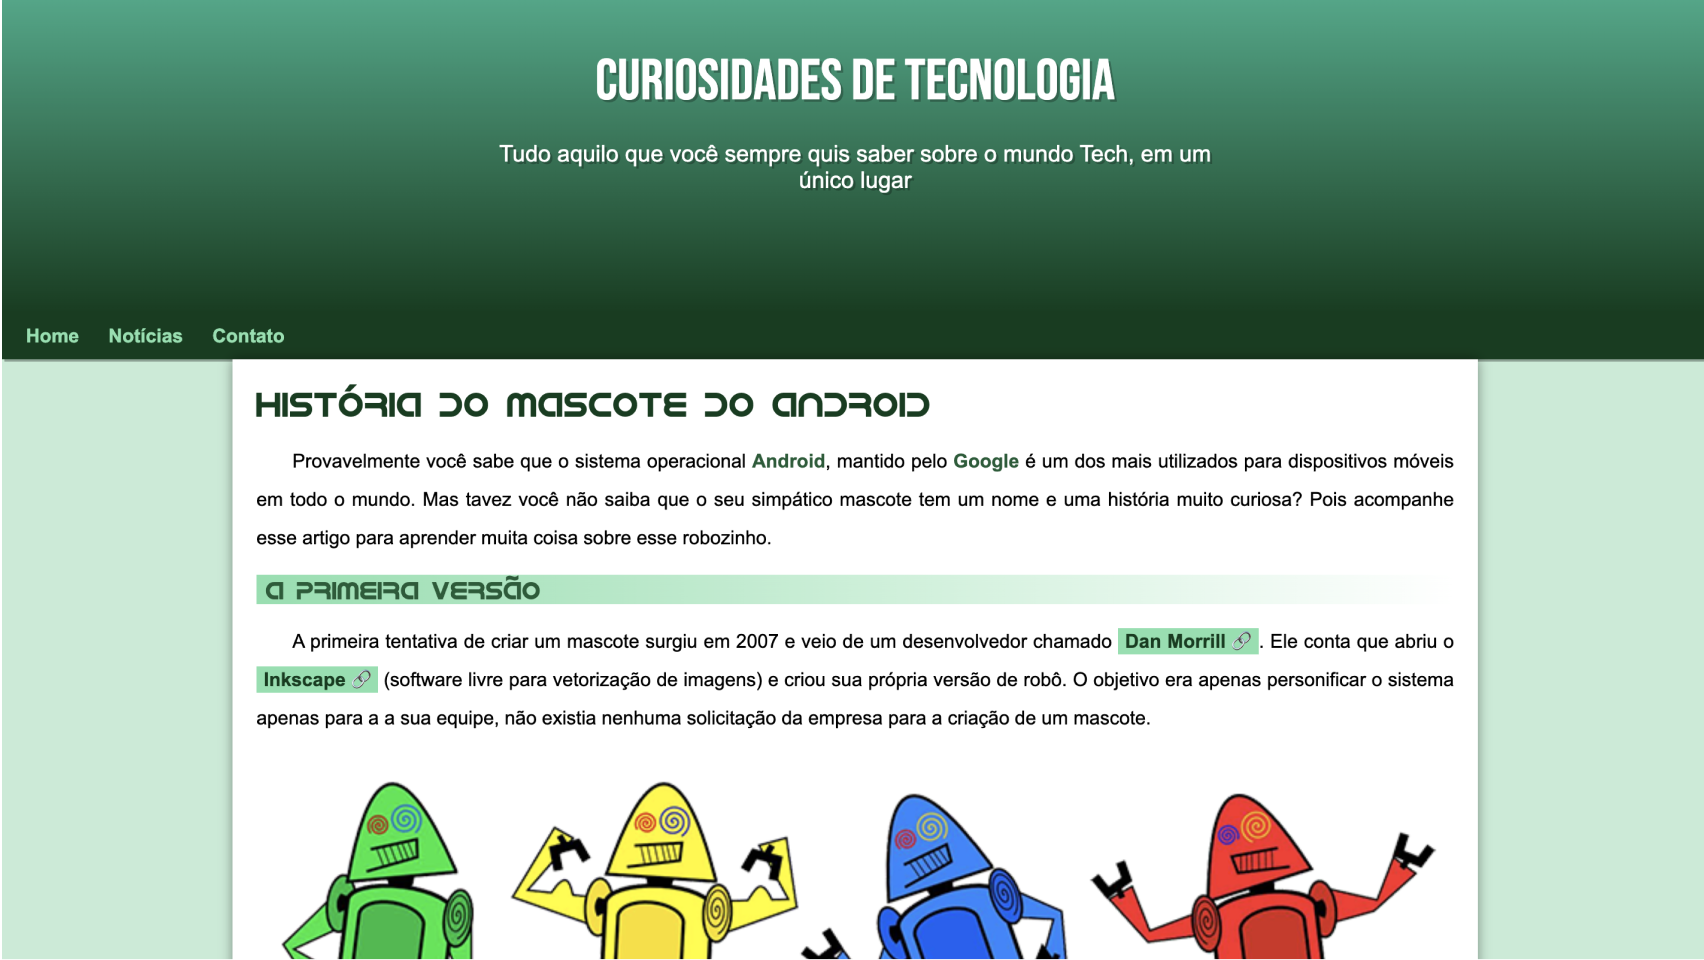 CURIOSIDADES DE TECNOLOGIA
Tudo aquilo que você sempre quis saber sobre o mundo Tech, em um
único lugar
Home Notícias Contato
HISTÓRIA DO MASCOTE DO ANDROID
Provavelmente você sabe que o sistema operacional Android, mantido pelo Google é um dos mais utilizados para dispositivos móveis
em todo o mundo. Mas tavez você não saiba que o seu simpático mascote tem um nome e uma história muito curiosa? Pois acompanhe
esse artigo para aprender muita coisa sobre esse robozinho.
A PRIMEIRA VERSÃO
A primeira tentativa de criar um mascote surgiu em 2007 e veio de um desenvolvedor chamado Dan Morrill 🔗. Ele conta que abriu o
Inkscape 🔗 (software livre para vetorização de imagens) e criou sua própria versão de robô. O objetivo era apenas personificar o sistema
apenas para a a sua equipe, não existia nenhuma solicitação da empresa para a criação de um mascote.